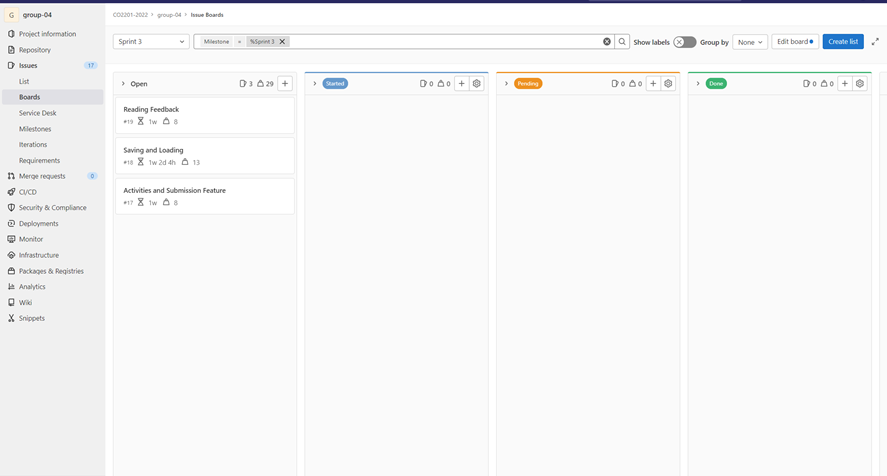 G group-04
Project information
Repository
Issues 17
List
Boards
Service Desk
Milestones
Iterations
Requirements
Merge requests 0
CI/CD
Security & Compliance
Deployments
Monitor
Infrastructure
Packages & Registries
Analytics
Wiki
Snippets
CO2201-2022 > group-04 > Issue Boards
Sprint 3
Milestone = %Sprint 3
Show labels
Group by
None
Edit board
Create list
Open 3 29
Reading Feedback
#19 1w 8
Saving and Loading
#18 1w 2d 4h 13
Activities and Submission Feature
#17 1w 8
Started 0 0
Pending 0 0
Done 0 0